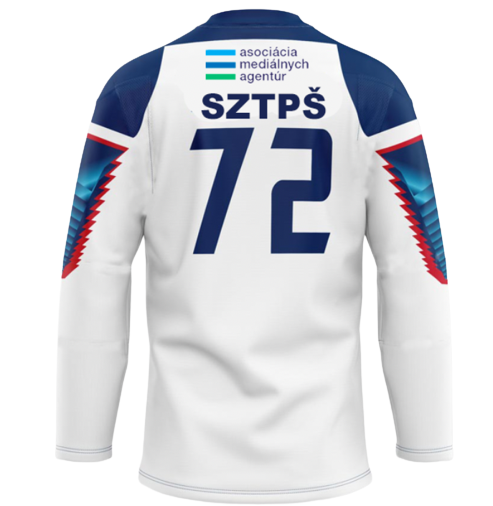 asociácia
mediálnych
agentúr
SZTPŠ
72